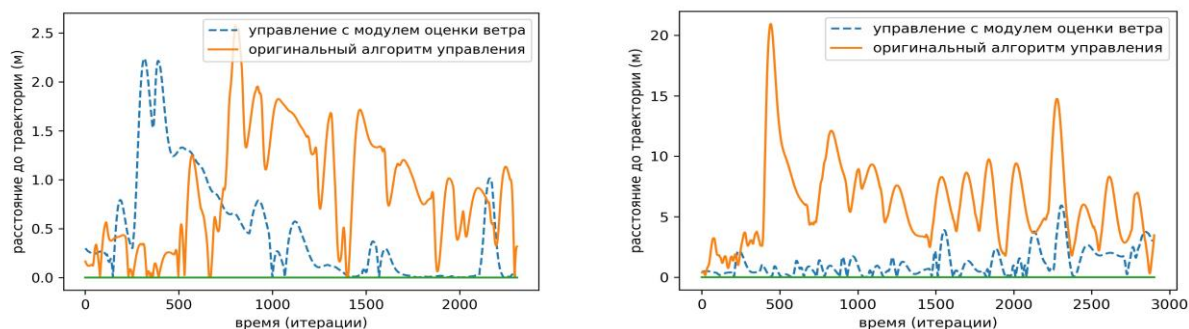 расстояние до траектории (м)
2.5
2.0
1.5
1.0
0.5
0.0
управление с модулем оценки ветра
оригинальный алгоритм управления
0
500
1000
1500
2000
время (итерации)
расстояние до траектории (м)
20
15
10
5
0
управление с модулем оценки ветра
оригинальный алгоритм управления
0
500
1000
1500
2000
2500
3000
время (итерации)